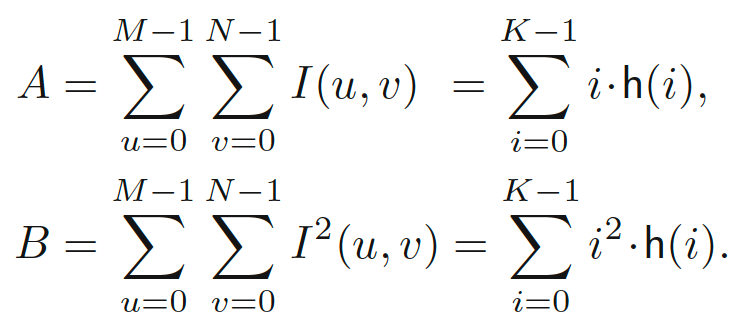 A = \sum_{u=0}^{M-1} \sum_{v=0}^{N-1} I(u, v) = \sum_{i=0}^{K-1} i \cdot \mathsf{h}(i),
B = \sum_{u=0}^{M-1} \sum_{v=0}^{N-1} I^2(u, v) = \sum_{i=0}^{K-1} i^2 \cdot \mathsf{h}(i).